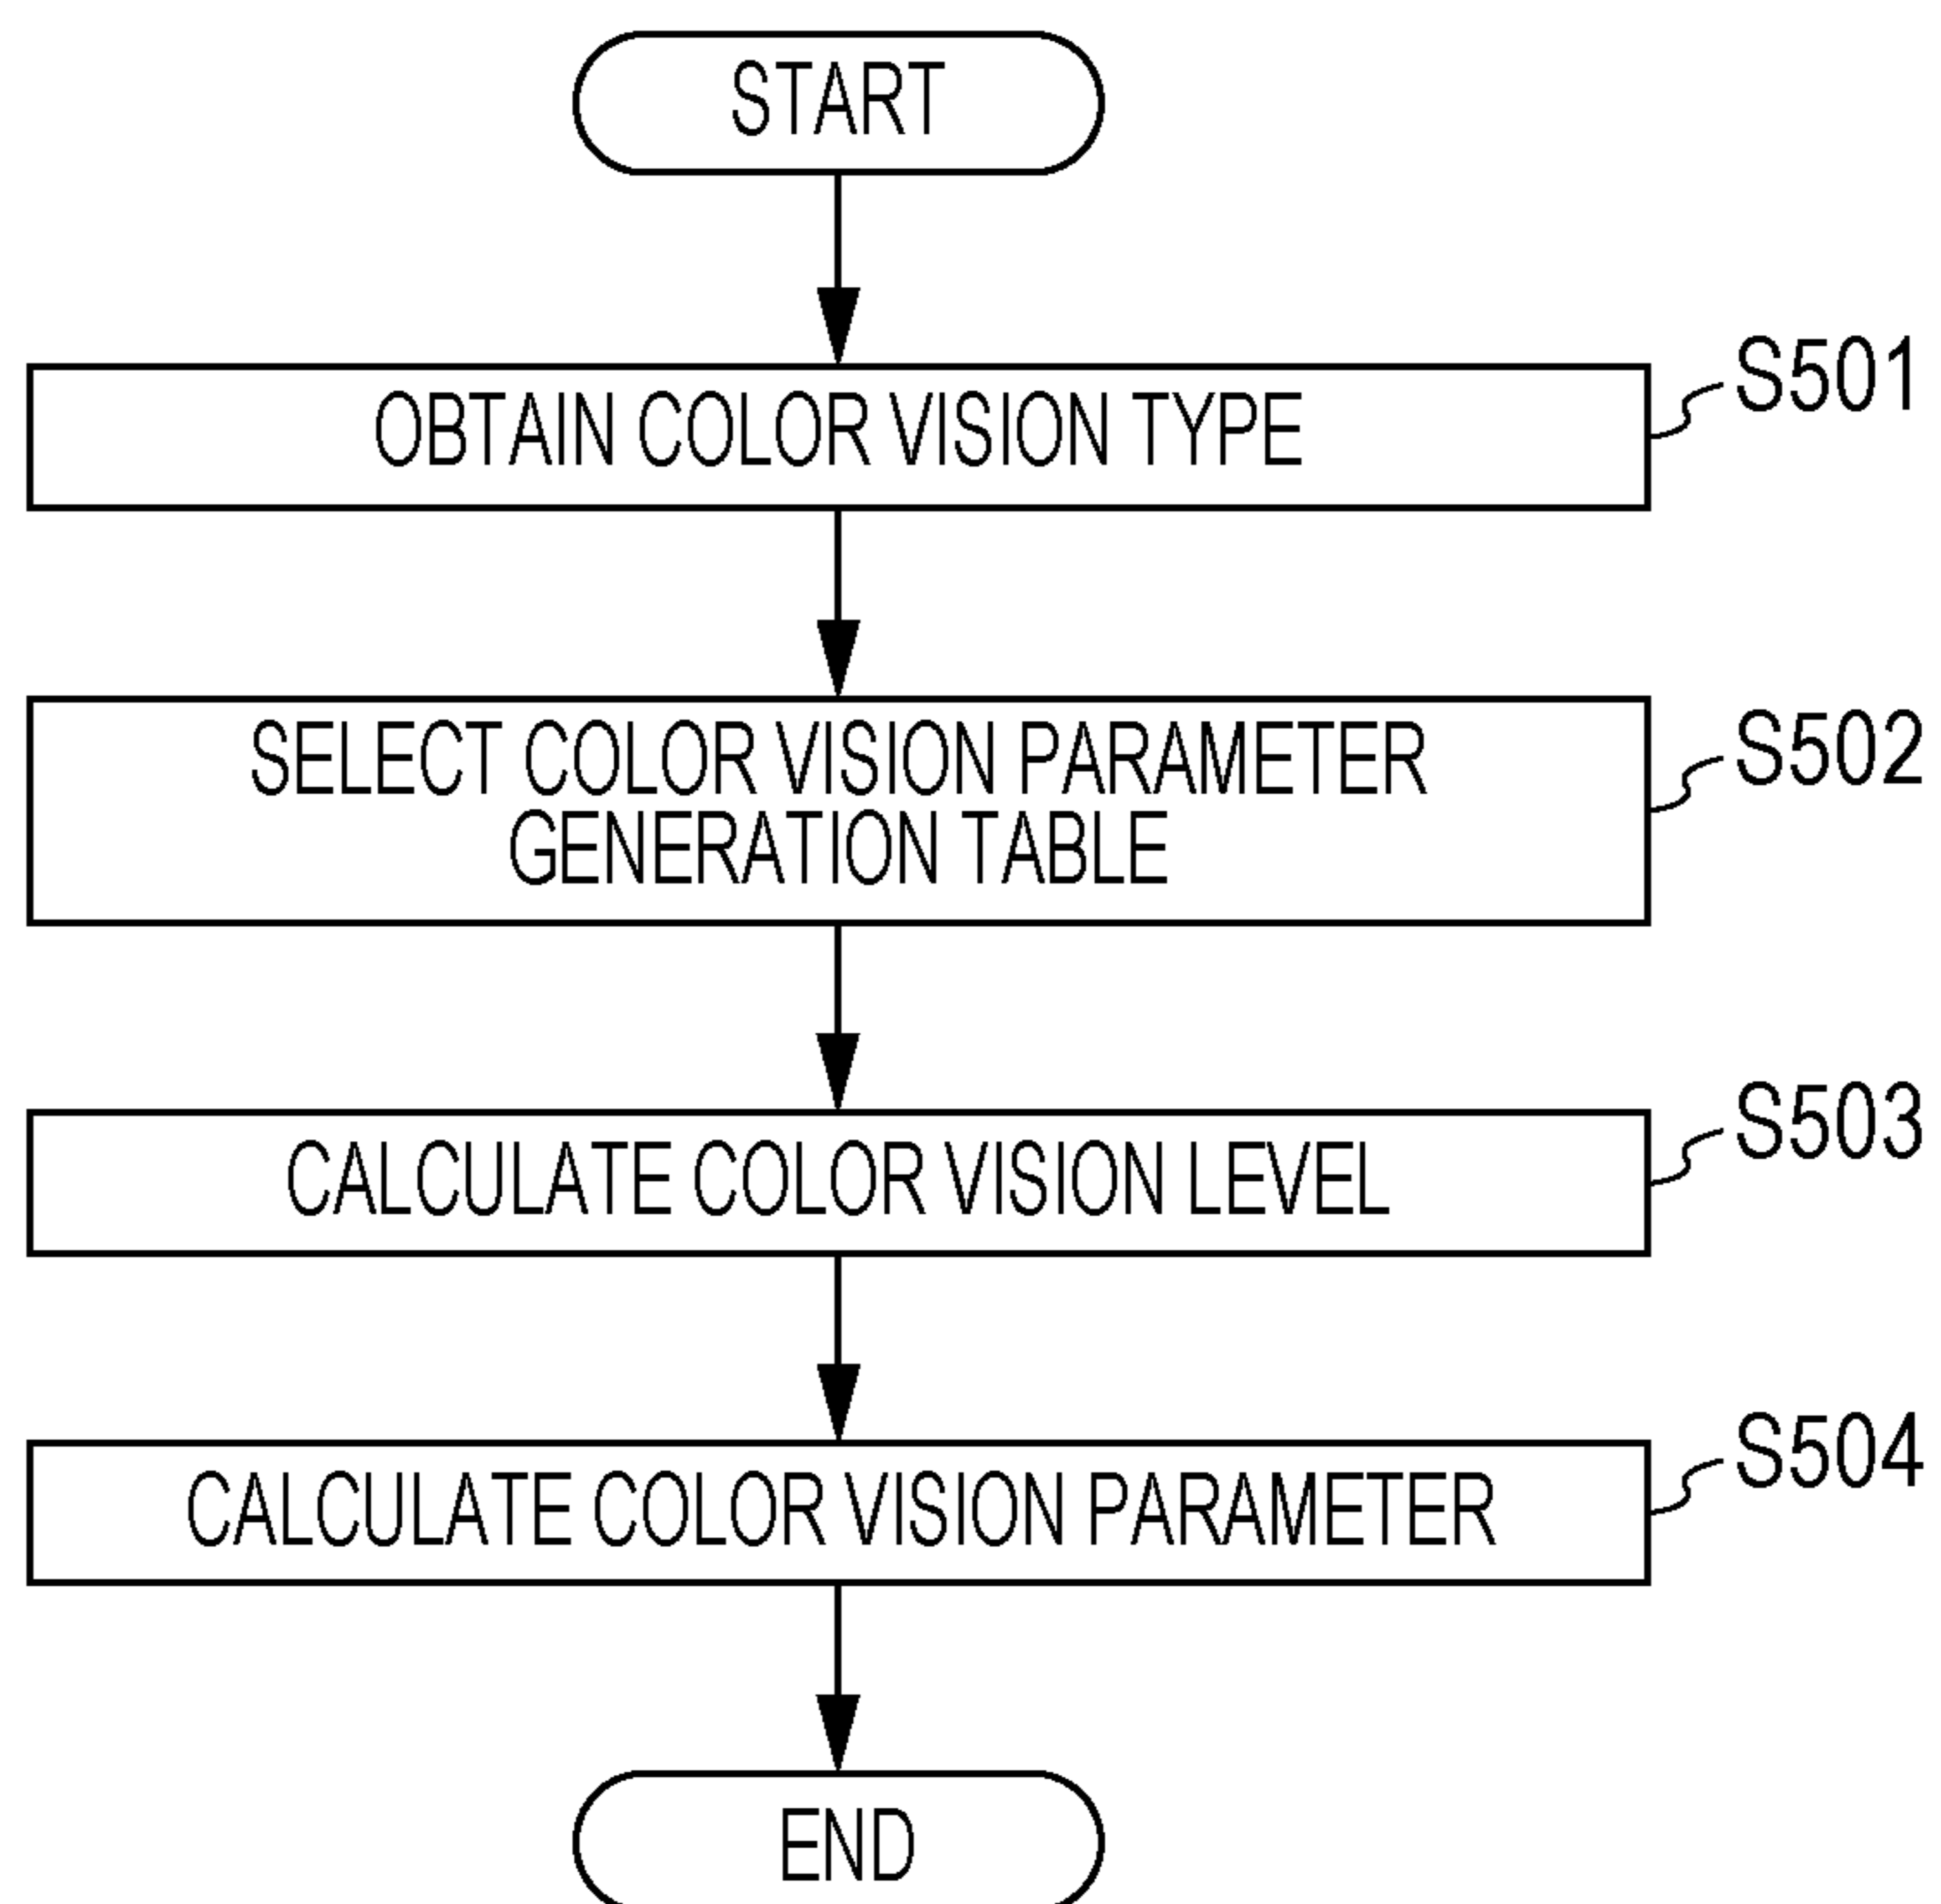 START
OBTAIN COLOR VISION TYPE
S501
SELECT COLOR VISION PARAMETER
GENERATION TABLE
S502
CALCULATE COLOR VISION LEVEL
S503
CALCULATE COLOR VISION PARAMETER
S504
END